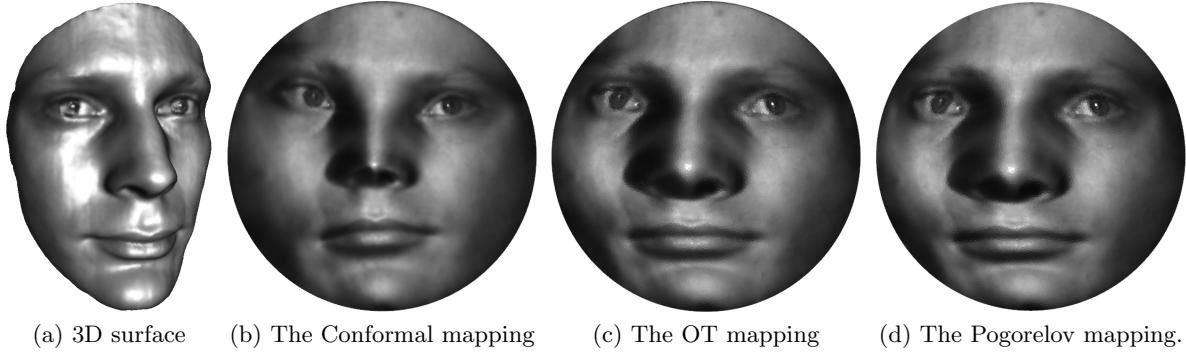 (a) 3D surface
(b) The Conformal mapping
(c) The OT mapping
(d) The Pogorelov mapping.